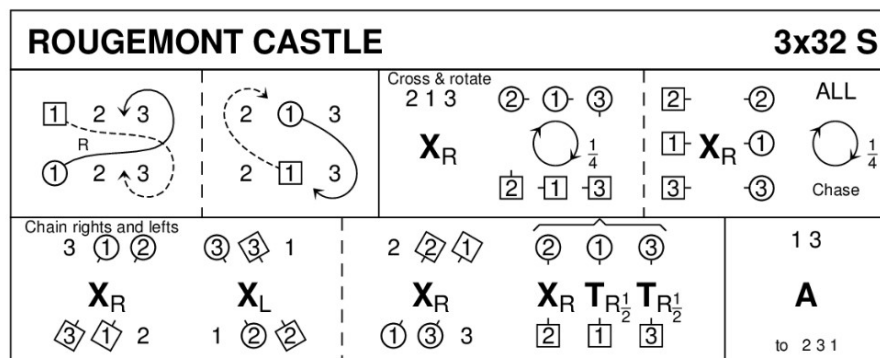 ROUGEMONT CASTLE 3x32 S
1 2 3
R
1 2 3
2 1 3
2 1 3
Cross & rotate
2 1 3 2 1 3
XR 1/4
2 1 3
2 2 ALL
1 XR 1 1/4
3 3 Chase
Chain rights and lefts
3 1 2 3 3 1
XR XL
3 1 2 1 2 2
2 2 1 2 1 3
XR XR TR1/2 TR1/2
1 3 3 2 1 3
1 3
A
to 2 3 1